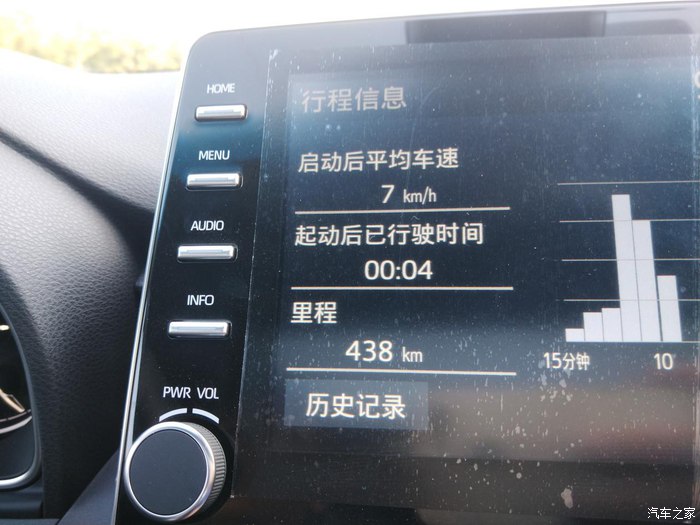 HOME
MENU
AUDIO
INFO
PWR VOL
行程信息
启动后平均车速
7 km/h
起动后已行驶时间
00:04
里程
438 km
历史记录
15分钟 10
汽车之家